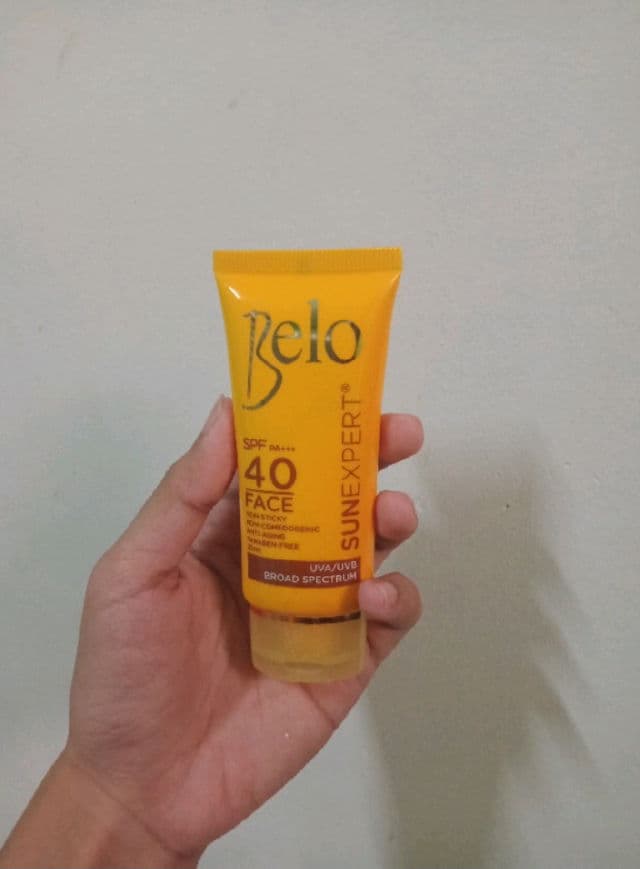 Belo
SPF PA+++
40
FACE
NON-STICKY
NON-COMEDOGENIC
ANTI-AGING
PARABEN-FREE
SUNEXPERT®
UVA/UVB
BROAD SPECTRUM